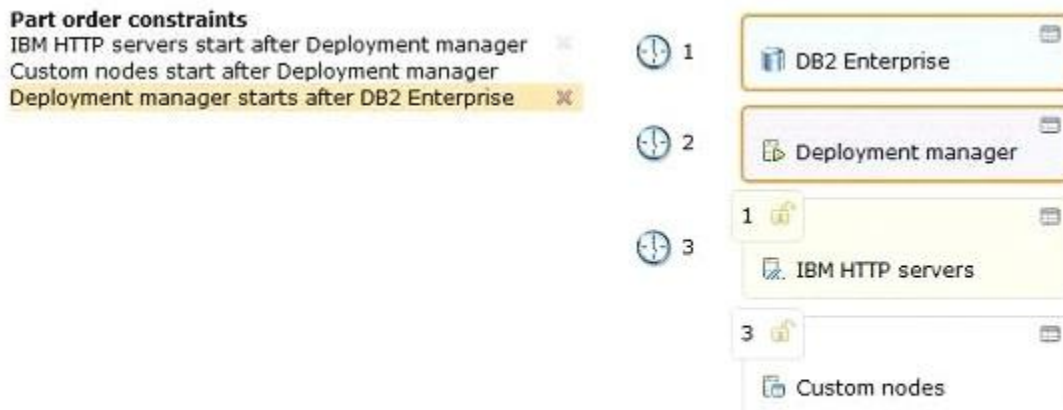 Part order constraints
IBM HTTP servers start after Deployment manager
Custom nodes start after Deployment manager
Deployment manager starts after DB2 Enterprise
1
DB2 Enterprise
2
Deployment manager
3
1
IBM HTTP servers
3
Custom nodes